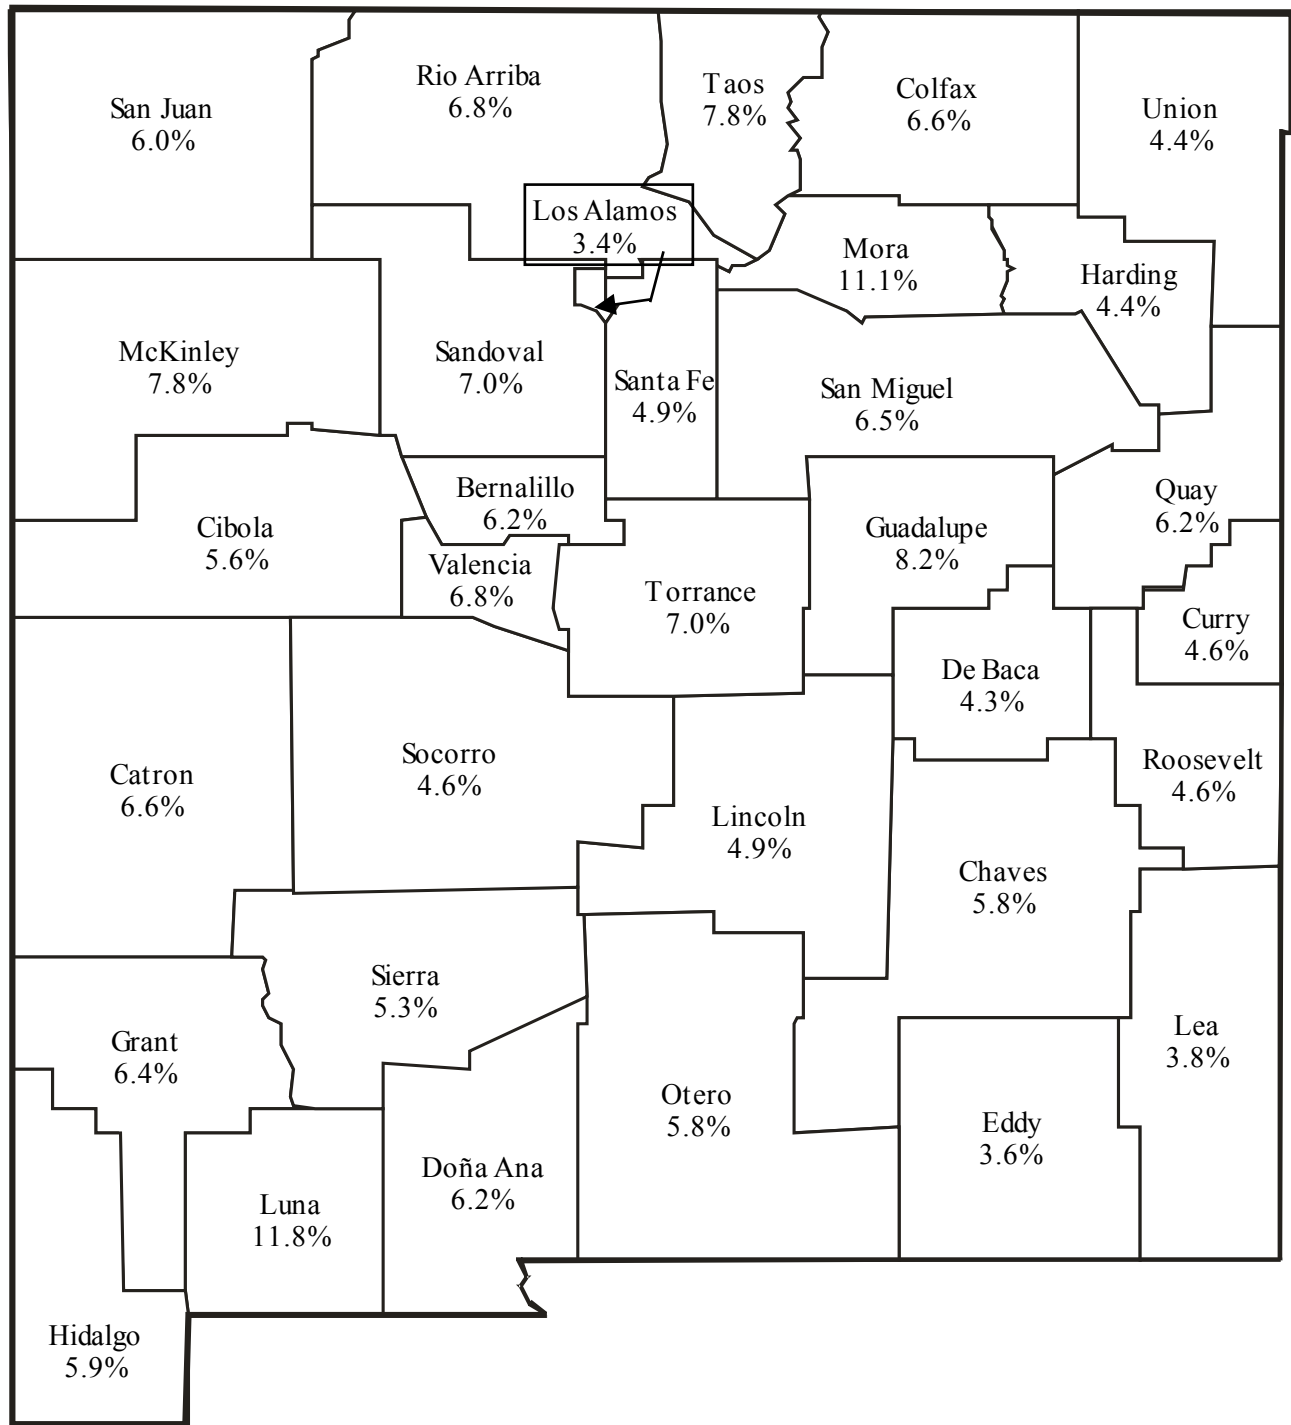 San Juan
6.0%
Rio Arriba
6.8%
Taos
7.8%
Colfax
6.6%
Union
4.4%
Los Alamos
3.4%
Mora
11.1%
Harding
4.4%
McKinley
7.8%
Sandoval
7.0%
Santa Fe
4.9%
San Miguel
6.5%
Bernalillo
6.2%
Quay
6.2%
Cibola
5.6%
Valencia
6.8%
Torrance
7.0%
Guadalupe
8.2%
Curry
4.6%
De Baca
4.3%
Catron
6.6%
Socorro
4.6%
Roosevelt
4.6%
Lincoln
4.9%
Chaves
5.8%
Sierra
5.3%
Grant
6.4%
Lea
3.8%
Otero
5.8%
Eddy
3.6%
Doña Ana
6.2%
Luna
11.8%
Hidalgo
5.9%